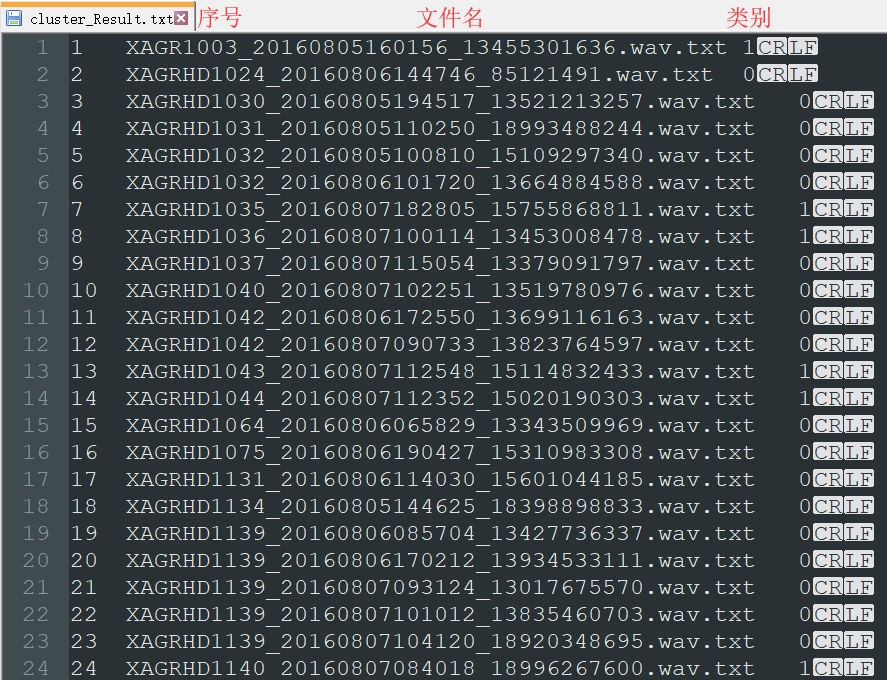 cluster_Result.txt 序号 文件名 类别
1 1 XAGR1003_20160805160156_13455301636.wav.txt 1CRLF
2 2 XAGRHD1024_20160806144746_85121491.wav.txt 0CRLF
3 3 XAGRHD1030_20160805194517_13521213257.wav.txt 0CRLF
4 4 XAGRHD1031_20160805110250_18993488244.wav.txt 0CRLF
5 5 XAGRHD1032_20160805100810_15109297340.wav.txt 0CRLF
6 6 XAGRHD1032_20160806101720_13664884588.wav.txt 0CRLF
7 7 XAGRHD1035_20160807182805_15755868811.wav.txt 1CRLF
8 8 XAGRHD1036_20160807100114_13453008478.wav.txt 1CRLF
9 9 XAGRHD1037_20160807115054_13379091797.wav.txt 0CRLF
10 10 XAGRHD1040_20160807102251_13519780976.wav.txt 0CRLF
11 11 XAGRHD1042_20160806172550_13699116163.wav.txt 0CRLF
12 12 XAGRHD1042_20160807090733_13823764597.wav.txt 0CRLF
13 13 XAGRHD1043_20160807112548_15114832433.wav.txt 1CRLF
14 14 XAGRHD1044_20160807112352_15020190303.wav.txt 1CRLF
15 15 XAGRHD1064_20160806065829_13343509969.wav.txt 0CRLF
16 16 XAGRHD1075_20160806190427_15310983308.wav.txt 0CRLF
17 17 XAGRHD1131_20160806114030_15601044185.wav.txt 0CRLF
18 18 XAGRHD1134_20160805144625_18398898833.wav.txt 0CRLF
19 19 XAGRHD1139_20160806085704_13427736337.wav.txt 0CRLF
20 20 XAGRHD1139_20160806170212_13934533111.wav.txt 0CRLF
21 21 XAGRHD1139_20160807093124_13017675570.wav.txt 0CRLF
22 22 XAGRHD1139_20160807101012_13835460703.wav.txt 0CRLF
23 23 XAGRHD1139_20160807104120_18920348695.wav.txt 0CRLF
24 24 XAGRHD1140_20160807084018_18996267600.wav.txt 1CRLF